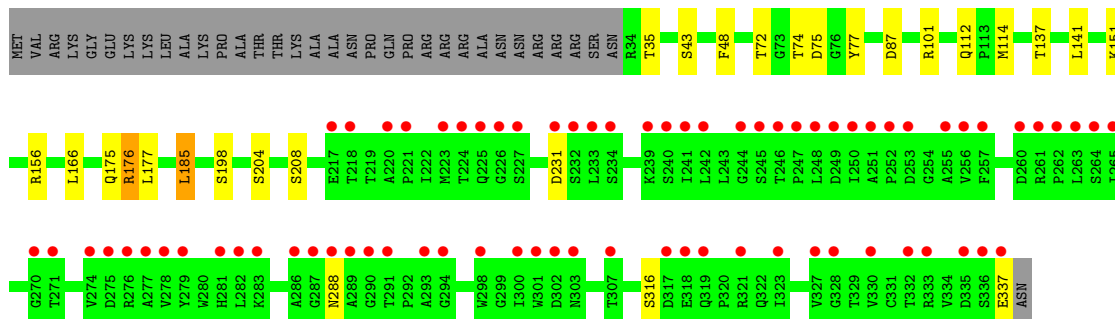 MET VAL ARG LYS GLY GLU LYS LYS LEU ALA LYS PRO ALA THR THR LYS ALA ALA ASN PRO GLN PRO ARG ARG ARG ALA ASN ASN ARG ARG ARG SER ASN R34 T35 S43 F48 T72 G73 T74 D75 G76 Y77 D87 R101 Q112 P113 M114 T137 L141 K151
R156 L166 Q175 R176 L177 L185 S198 S204 S208 E217 T218 T219 A220 P221 I222 M223 T224 Q225 G226 S227 D231 S232 L233 S234 K239 S240 I241 L242 L243 G244 S245 T246 P247 L248 D249 I250 A251 P252 D253 G254 A255 V256 F257 D260 R261 P262 L263 S264 I265
G270 T271 V274 D275 R276 A277 V278 Y279 W280 H281 L282 K283 A286 G287 N288 A289 G290 T291 P292 A293 G294 W298 G299 I300 W301 D302 N303 T307 S316 D317 E318 Q319 P320 R321 Q322 I323 V327 G328 T329 V330 C331 T332 R333 V334 D335 S336 E337 ASN